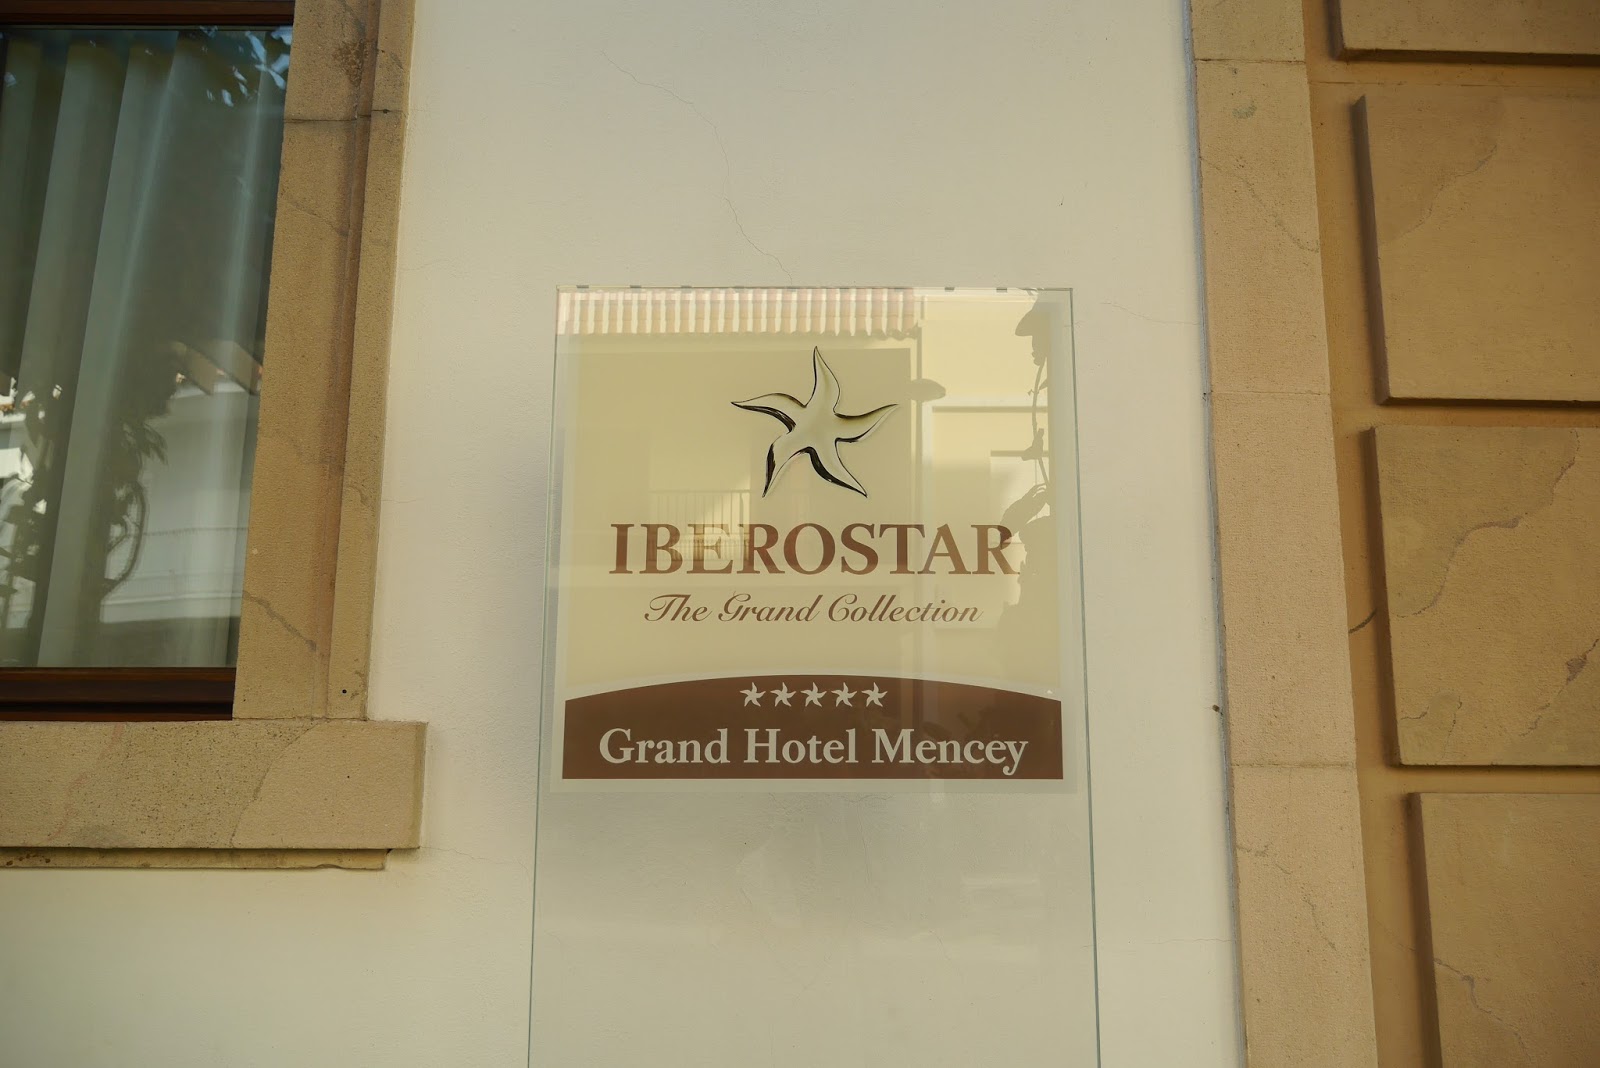 IBEROSTAR
The Grand Collection
Grand Hotel Mencey